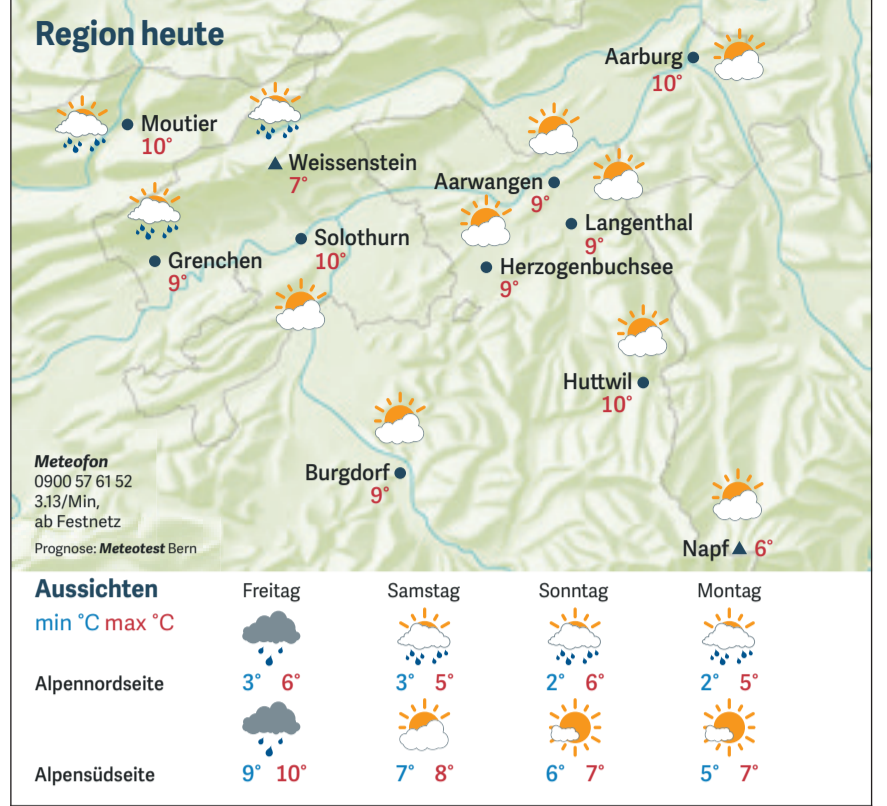 Region heute
Aarburg
10°
Moutier
10°
Weissenstein
7°
Aarwangen
9°
Langenthal
9°
Solothurn
10°
Grenchen
9°
Herzogenbuchsee
9°
Huttwil
10°
Burgdorf
9°
Napf 6°
Meteofon
0900 57 61 52
3.13/Min,
ab Festnetz
Prognose: Meteotest Bern
Aussichten Freitag Samstag Sonntag Montag
min °C max °C
Alpennordseite 3° 6° 3° 5° 2° 6° 2° 5°
Alpensüdseite 9° 10° 7° 8° 6° 7° 5° 7°